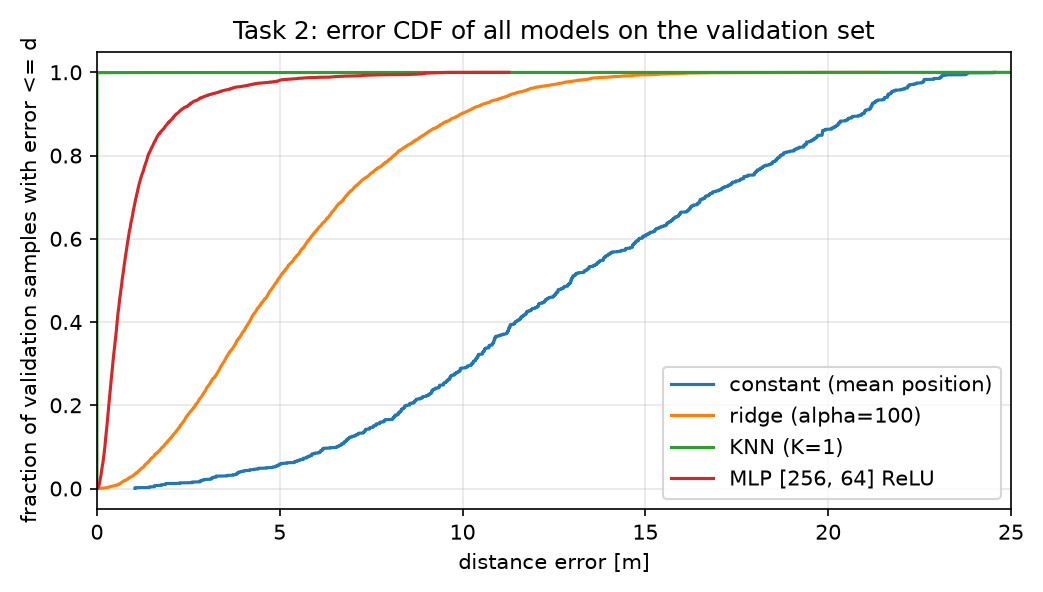 Task 2: error CDF of all models on the validation set
fraction of validation samples with error <= d
1.0
0.8
0.6
0.4
0.2
0.0
0
5
10
15
20
25
distance error [m]
constant (mean position)
ridge (alpha=100)
KNN (K=1)
MLP [256, 64] ReLU